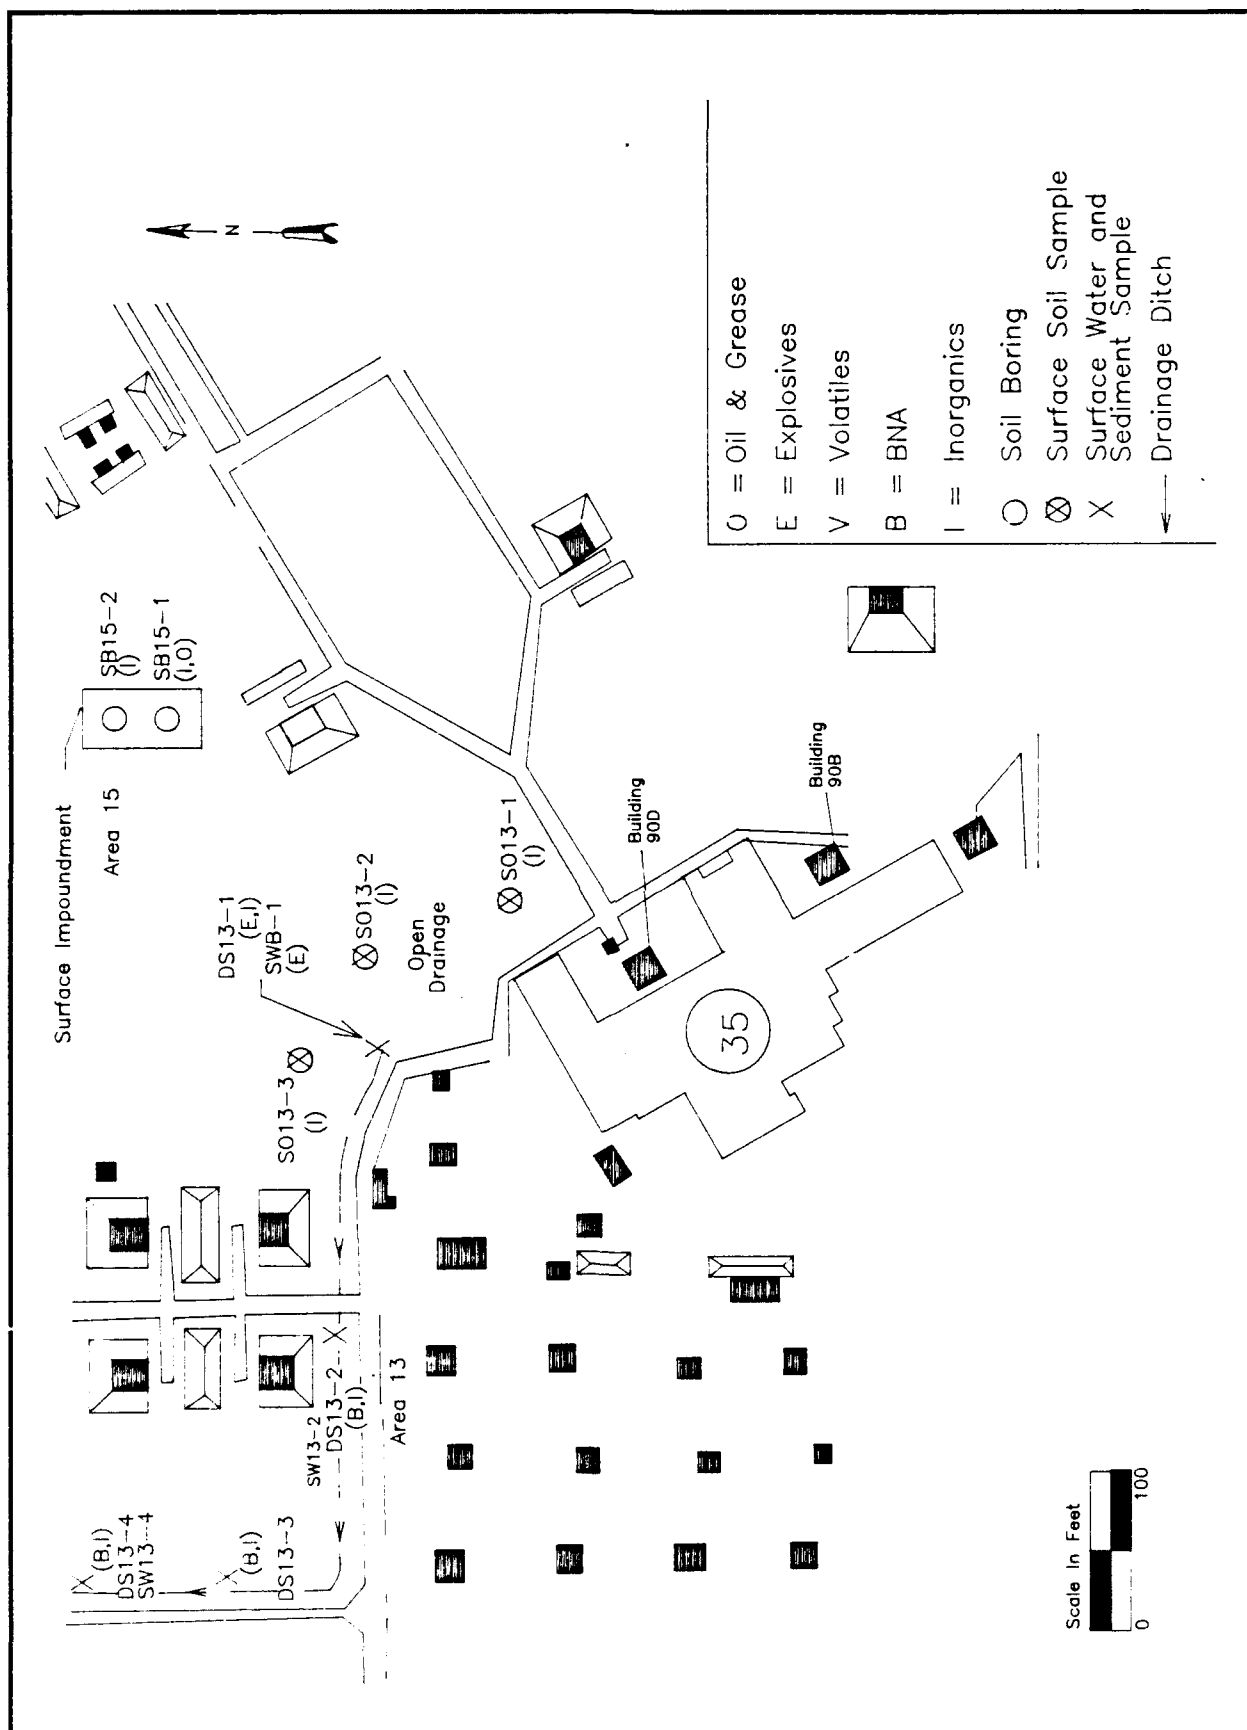 Surface Impoundment
Area 15
SB15-2
(I)
SB15-1
(I,O)
N
DS13-1
(E,I)
SWB-1
(E)
SO13-2
(I)
Open
Drainage
SO13-1
(I)
SO13-3
(I)
Building
90D
Building
90B
35
SW13-2
DS13-2
(B,I)
Area 13
(B,I)
DS13-4
SW13-4
(B,I)
DS13-3
O = Oil & Grease
E = Explosives
V = Volatiles
B = BNA
I = Inorganics
Soil Boring
Surface Soil Sample
Surface Water and
Sediment Sample
Drainage Ditch
Scale In Feet
0 100